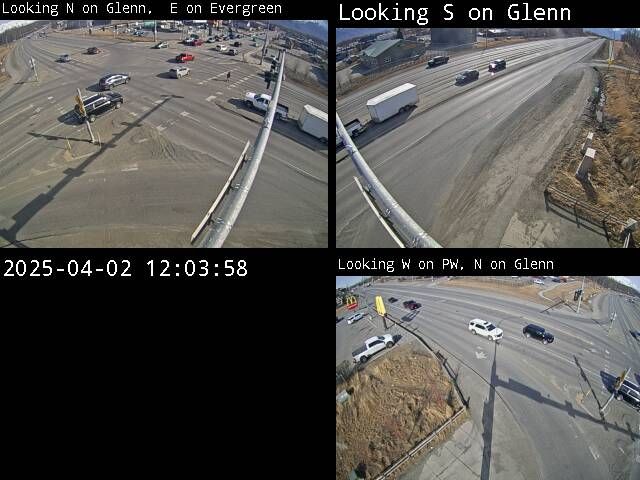 Looking N on Glenn,  E on Evergreen
Looking S on Glenn
2025-04-02 12:03:58
Looking W on PW, N on Glenn